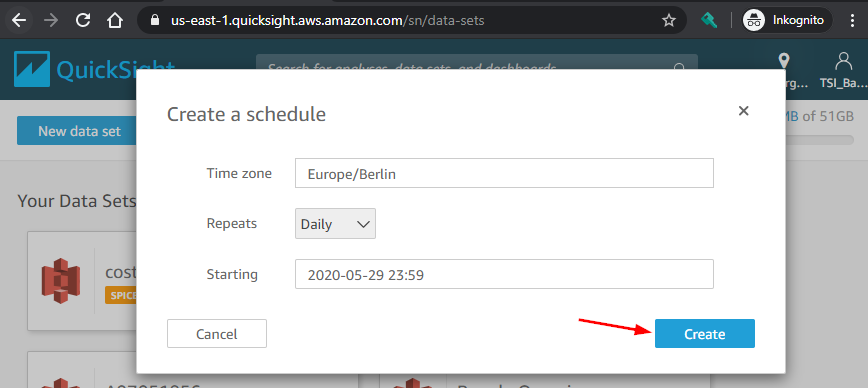 us-east-1.quicksight.aws.amazon.com/sn/data-sets
Inkognito
QuickSight
Search for analyses, data sets, and dashboards
TSI_Ba...
New data set
MB of 51GB
Create a schedule
Time zone
Europe/Berlin
Repeats
Daily
Starting
2020-05-29 23:59
Cancel
Create
Your Data Sets
cost
SPICE